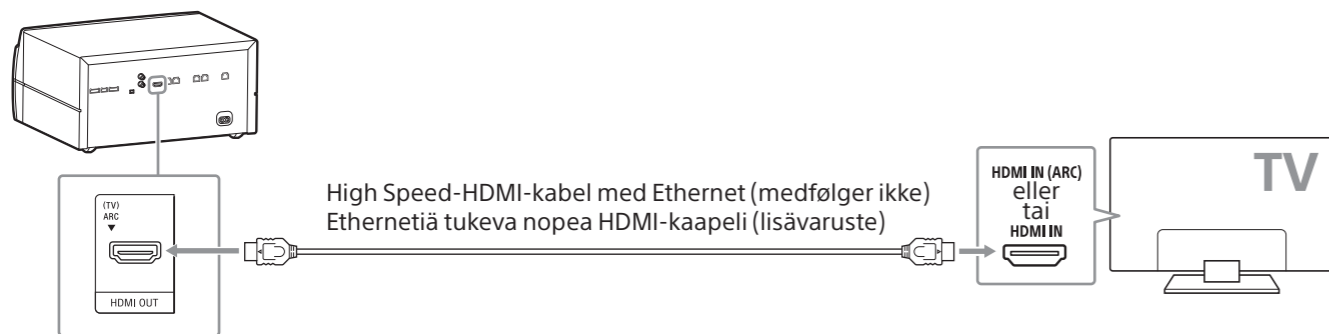 (TV)
ARC
HDMI OUT
High Speed-HDMI-kabel med Ethernet (medfølger ikke)
Ethernetiä tukeva nopea HDMI-kaapeli (lisävaruste)
HDMI IN (ARC)
eller
tai
HDMI IN
TV